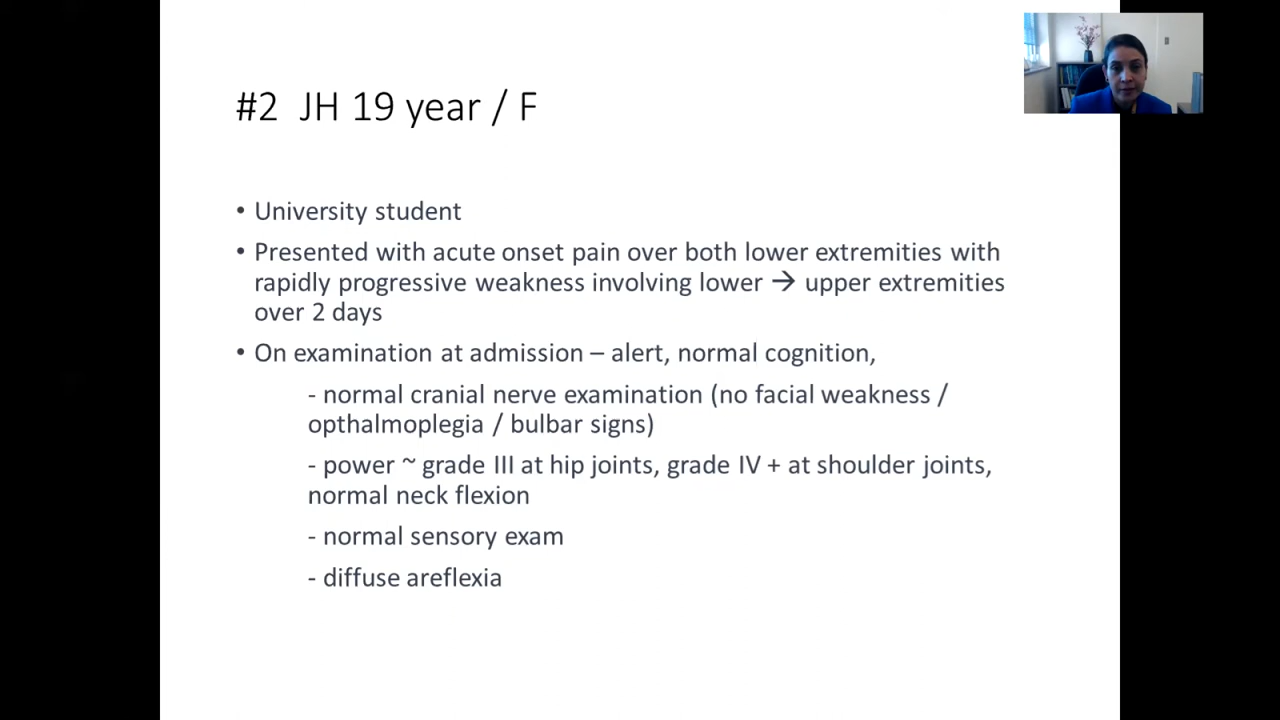 #2 JH 19 year / F
• University student
• Presented with acute onset pain over both lower extremities with
rapidly progressive weakness involving lower → upper extremities
over 2 days
• On examination at admission – alert, normal cognition,
- normal cranial nerve examination (no facial weakness /
opthalmoplegia / bulbar signs)
- power ~ grade III at hip joints, grade IV + at shoulder joints,
normal neck flexion
- normal sensory exam
- diffuse areflexia